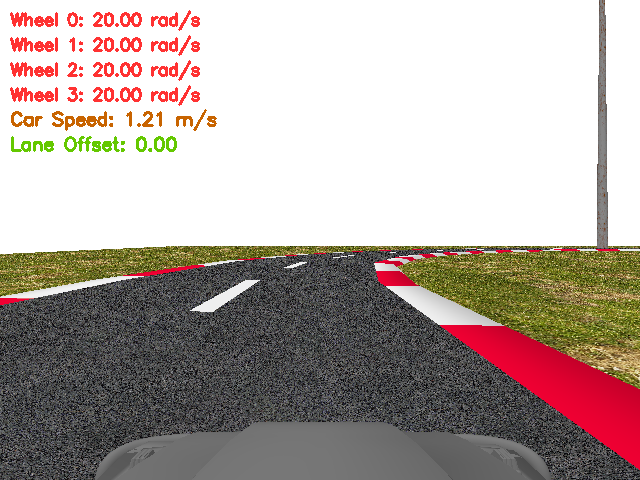 Wheel 0: 20.00 rad/s
Wheel 1: 20.00 rad/s
Wheel 2: 20.00 rad/s
Wheel 3: 20.00 rad/s
Car Speed: 1.21 m/s
Lane Offset: 0.00